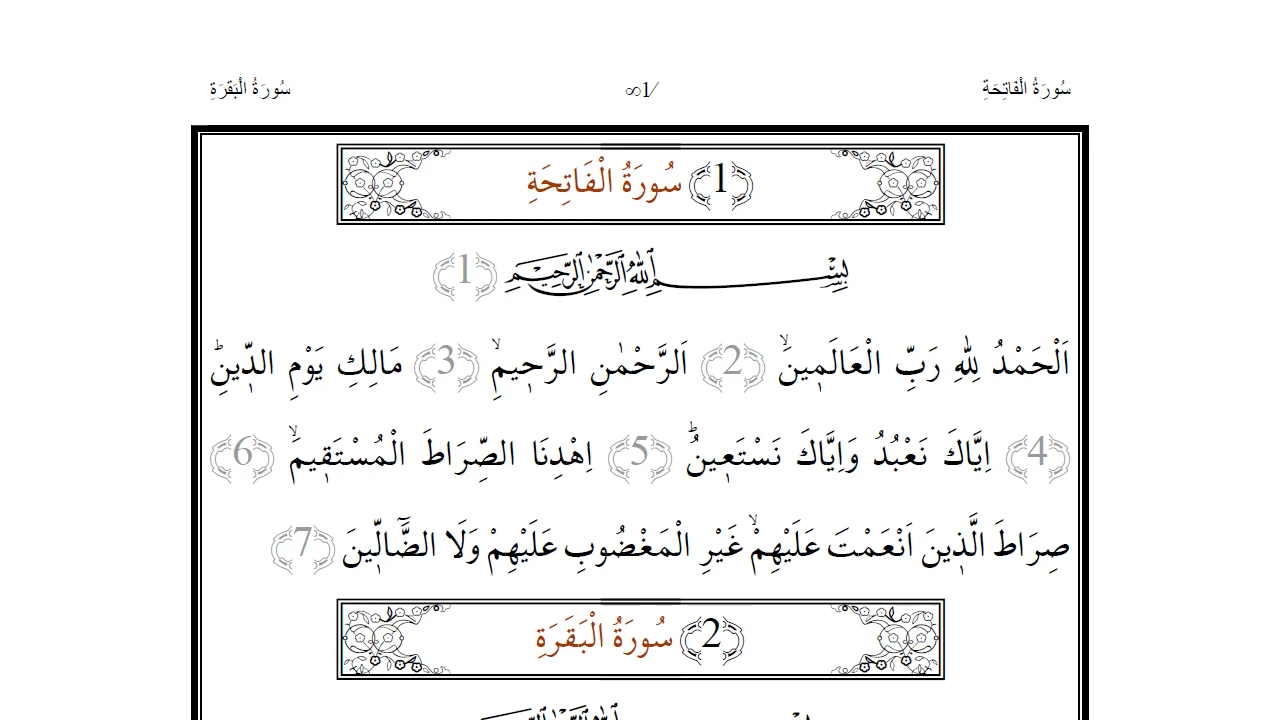 سُورَةُ الْفَاتِحَةِ ∞1/ سُورَةُ الْبَقَرَةِ
﴿1﴾ سُورَةُ الْفَاتِحَةِ
بِسْمِ اللّٰهِ الرَّحْمٰنِ الرَّحِيمِ ﴿1﴾
اَلْحَمْدُ لِلّٰهِ رَبِّ الْعَالَمٖينَۙ ﴿2﴾ اَلرَّحْمٰنِ الرَّحٖيمِۙ ﴿3﴾ مَالِكِ يَوْمِ الدّٖينِؕ
﴿4﴾ اِيَّاكَ نَعْبُدُ وَاِيَّاكَ نَسْتَعٖينُؕ ﴿5﴾ اِهْدِنَا الصِّرَاطَ الْمُسْتَقٖيمَۙ ﴿6﴾
صِرَاطَ الَّذٖينَ اَنْعَمْتَ عَلَيْهِمْۙ غَيْرِ الْمَغْضُوبِ عَلَيْهِمْ وَلَا الضَّٓالّٖينَ ﴿7﴾
﴿2﴾ سُورَةُ الْبَقَرَةِ